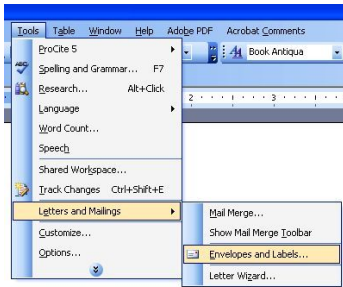 Tools Table Window Help Adobe PDF Acrobat Comments
ProCite 5
Book Antiqua
Spelling and Grammar... F7
Research... Alt+Click
2 3
Language
Word Count...
Speech
Shared Workspace...
Track Changes Ctrl+Shift+E
Letters and Mailings
Mail Merge...
Customize...
Show Mail Merge Toolbar
Options...
Envelopes and Labels...
Letter Wizard...